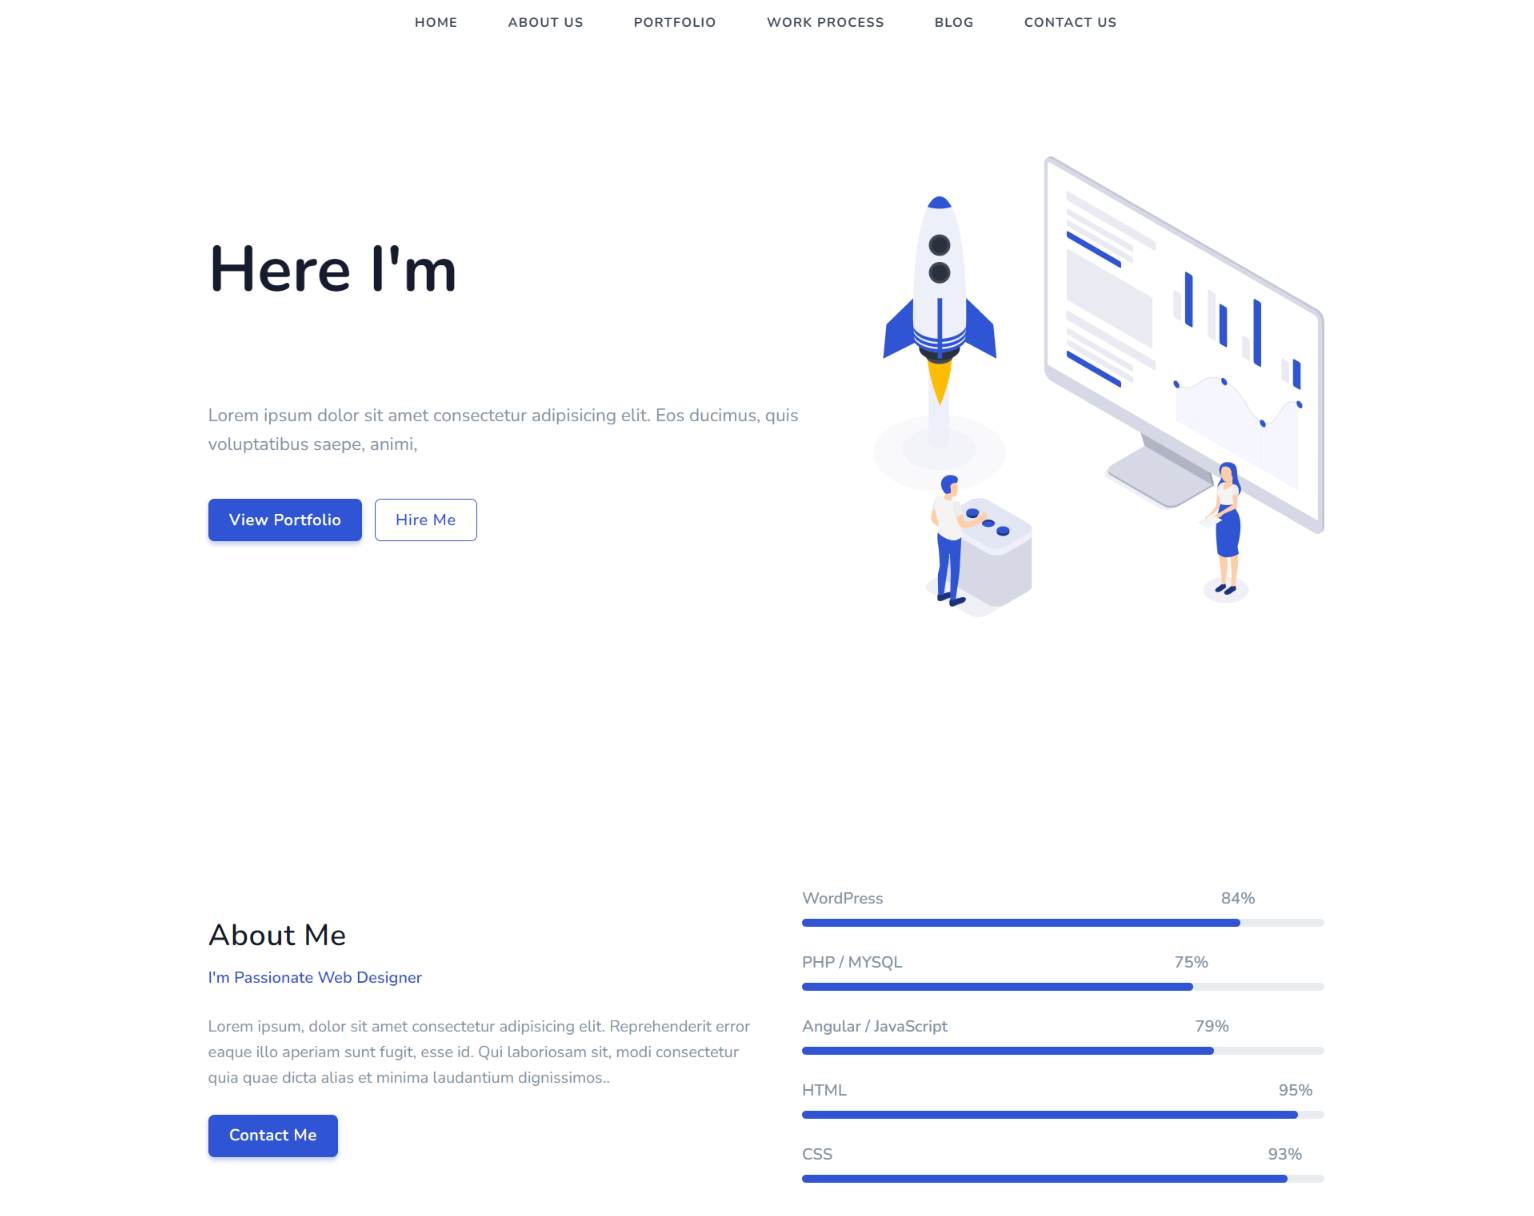 HOME ABOUT US PORTFOLIO WORK PROCESS BLOG CONTACT US
Here I'm
Lorem ipsum dolor sit amet consectetur adipisicing elit. Eos ducimus, quis
voluptatibus saepe, animi,
View Portfolio Hire Me
About Me
I'm Passionate Web Designer
Lorem ipsum, dolor sit amet consectetur adipisicing elit. Reprehenderit error
eaque illo aperiam sunt fugit, esse id. Qui laboriosam sit, modi consectetur
quia quae dicta alias et minima laudantium dignissimos..
Contact Me
WordPress 84%
PHP / MYSQL 75%
Angular / JavaScript 79%
HTML 95%
CSS 93%